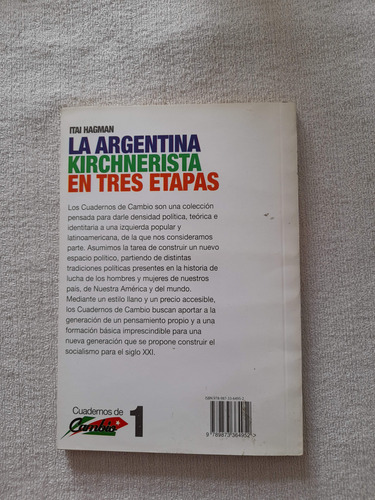 ITAI HAGMAN
LA ARGENTINA
KIRCHNERISTA
EN TRES ETAPAS
Los Cuadernos de Cambio son una colección
pensada para darle densidad política, teórica e
identitaria a una izquierda popular y
latinoamericana, de la que nos consideramos
parte. Asumimos la tarea de construir un nuevo
espacio político, partiendo de distintas
tradiciones políticas presentes en la historia de
lucha de los hombres y mujeres de nuestros
país, de Nuestra América y del mundo.
Mediante un estilo llano y un precio accesible,
los Cuadernos de Cambio buscan aportar a la
generación de un pensamiento propio y a una
formación básica imprescindible para una
nueva generación que se propone construir el
socialismo para el siglo XXI.
Cuadernos de
Cambio
1
9 789873 364952